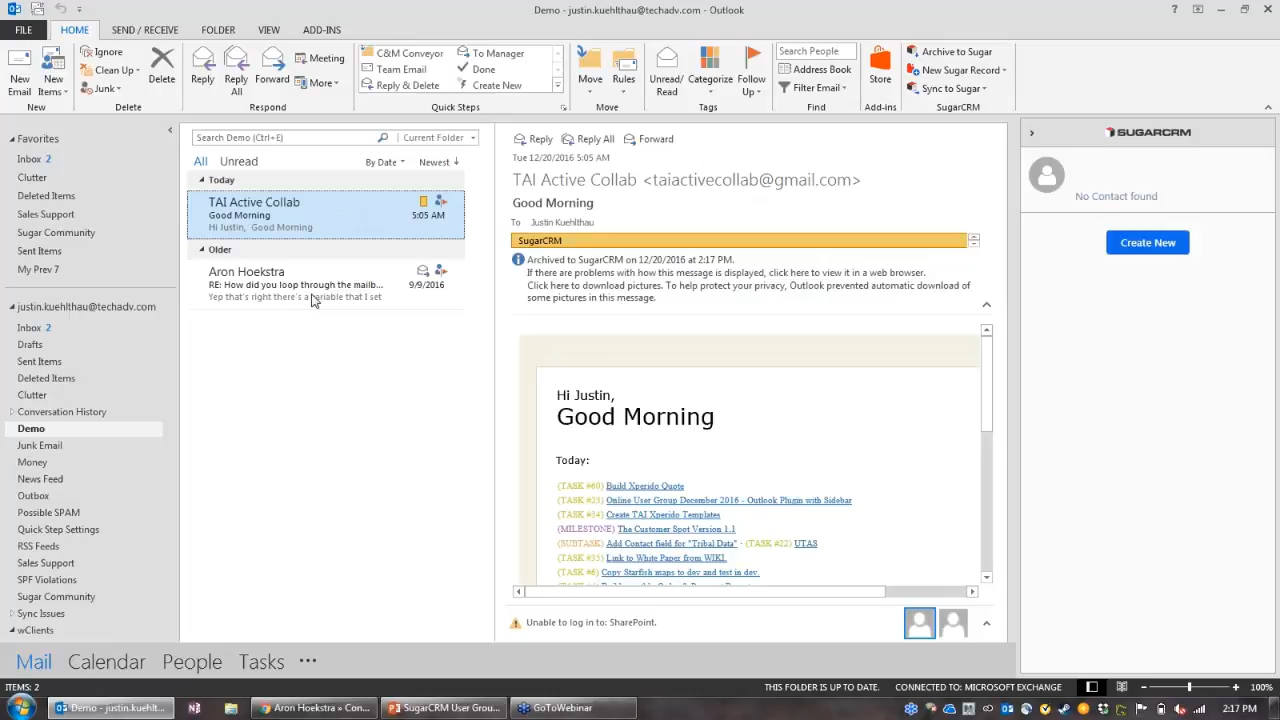 Demo - justin.kuehlthau@techadv.com - Outlook
FILE HOME SEND / RECEIVE FOLDER VIEW ADD-INS
New Email
New Items
New
Ignore
Clean Up
Junk
Delete
Delete
Reply
Reply All
Forward
Meeting
More
Respond
C&M Conveyor
Team Email
Reply & Delete
To Manager
Done
Create New
Quick Steps
Move
Rules
Move
Unread/ Read
Categorize
Follow Up
Tags
Search People
Address Book
Filter Email
Find
Store
Add-ins
Archive to Sugar
New Sugar Record
Sync to Sugar
SugarCRM
Favorites
Inbox 2
Clutter
Deleted Items
Sales Support
Sugar Community
Sent Items
My Prev 7
justin.kuehlthau@techadv.com
Inbox 2
Drafts
Sent Items
Deleted Items
Clutter
Conversation History
Demo
Junk Email
Money
News Feed
Outbox
Possible SPAM
Quick Step Settings
RSS Feeds
Sales Support
SPF Violations
Sugar Community
Sync Issues
wClients
Search Demo (Ctrl+E)
Current Folder
All Unread
By Date Newest
Today
TAI Active Collab
Good Morning 5:05 AM
Hi Justin, Good Morning
Older
Aron Hoekstra
RE: How did you loop through the mailb... 9/9/2016
Yep that's right there's a variable that I set
Reply Reply All Forward
Tue 12/20/2016 5:05 AM
TAI Active Collab <taiactivecollab@gmail.com>
Good Morning
To Justin Kuehlthau
SugarCRM
Archived to SugarCRM on 12/20/2016 at 2:17 PM.
If there are problems with how this message is displayed, click here to view it in a web browser.
Click here to download pictures. To help protect your privacy, Outlook prevented automatic download of
some pictures in this message.
Hi Justin,
Good Morning
Today:
(TASK #60) Build Xperido Quote
(TASK #23) Online User Group December 2016 - Outlook Plugin with Sidebar
(TASK #34) Create TAI Xperido Templates
(MILESTONE) The Customer Spot Version 1.1
(SUBTASK) Add Contact field for "Tribal Data" - (TASK #22) UTAS
(TASK #35) Link to White Paper from WIKI.
(TASK #6) Copy Starfish maps to dev and test in dev.
Unable to log in to: SharePoint.
SUGARCRM
No Contact found
Create New
Mail Calendar People Tasks ...
ITEMS: 2
THIS FOLDER IS UP TO DATE. CONNECTED TO: MICROSOFT EXCHANGE
100%
Demo - justin.kuehlt...
Aron Hoekstra » Con...
SugarCRM User Grou...
GoToWebinar
2:17 PM